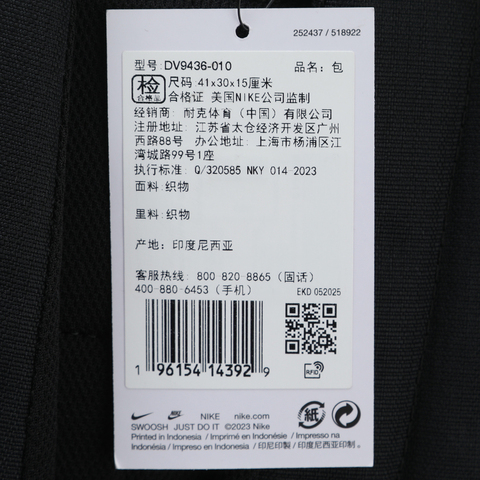 252437 / 518922
型号:DV9436-010 品名: 包
检 合格品
尺码 41x30x15厘米
合格证 美国NIKE公司监制
经销商: 耐克体育（中国）有限公司
注册地址: 江苏省太仓经济开发区广州
西路88号 办公地址: 上海市杨浦区江
湾城路99号1座
执行标准: Q/320585 NKY 014-2023
面料:织物
里料:织物
产地: 印度尼西亚
客服热线: 800 820 8865 (固话)
400-880-6453 (手机)
EKD 052025
1 96154 14392 9
RFID
NIKE nike.com
SWOOSH JUST DO IT ©2023 Nike
Printed in Indonesia / Imprimé en Indonésie / Impresso na
Indonésia / Impreso en Indonesia / 印尼印製 / 印度尼西亚印制.
紙